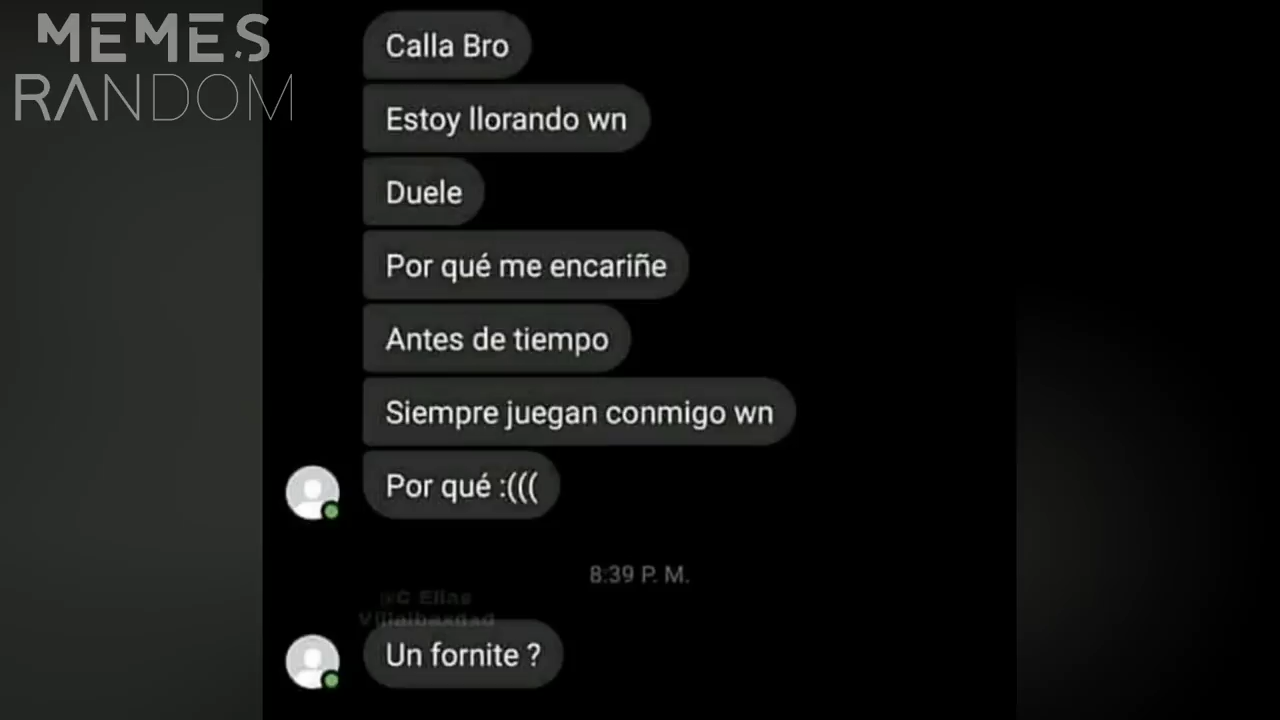 MEMES
RANDOM
Calla Bro
Estoy llorando wn
Duele
Por qué me encariñe
Antes de tiempo
Siempre juegan conmigo wn
Por qué :(((
8:39 P. M.
@C Elias
Un fornite ?